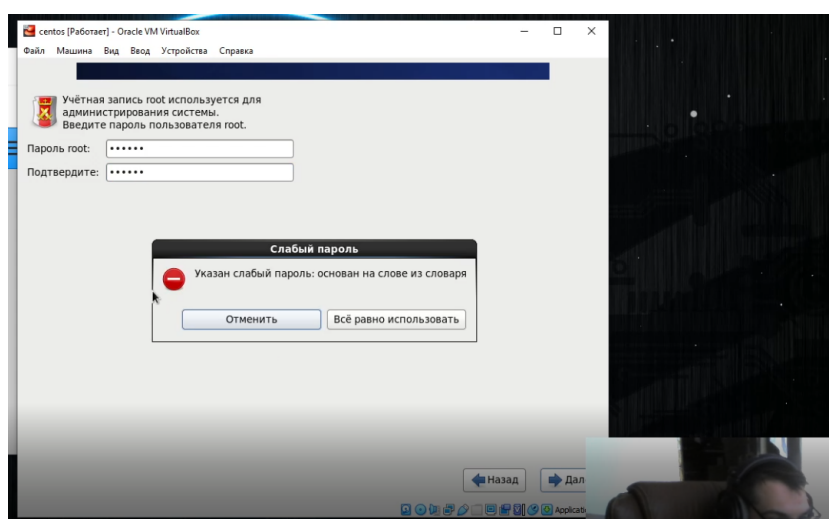 centos [Работает] - Oracle VM VirtualBox
Файл Машина Вид Ввод Устройства Справка
Учётная запись root используется для
администрирования системы.
Введите пароль пользователя root.
Пароль root: ••••••
Подтвердите: ••••••
Слабый пароль
Указан слабый пароль: основан на слове из словаря
Отменить
Всё равно использовать
Назад